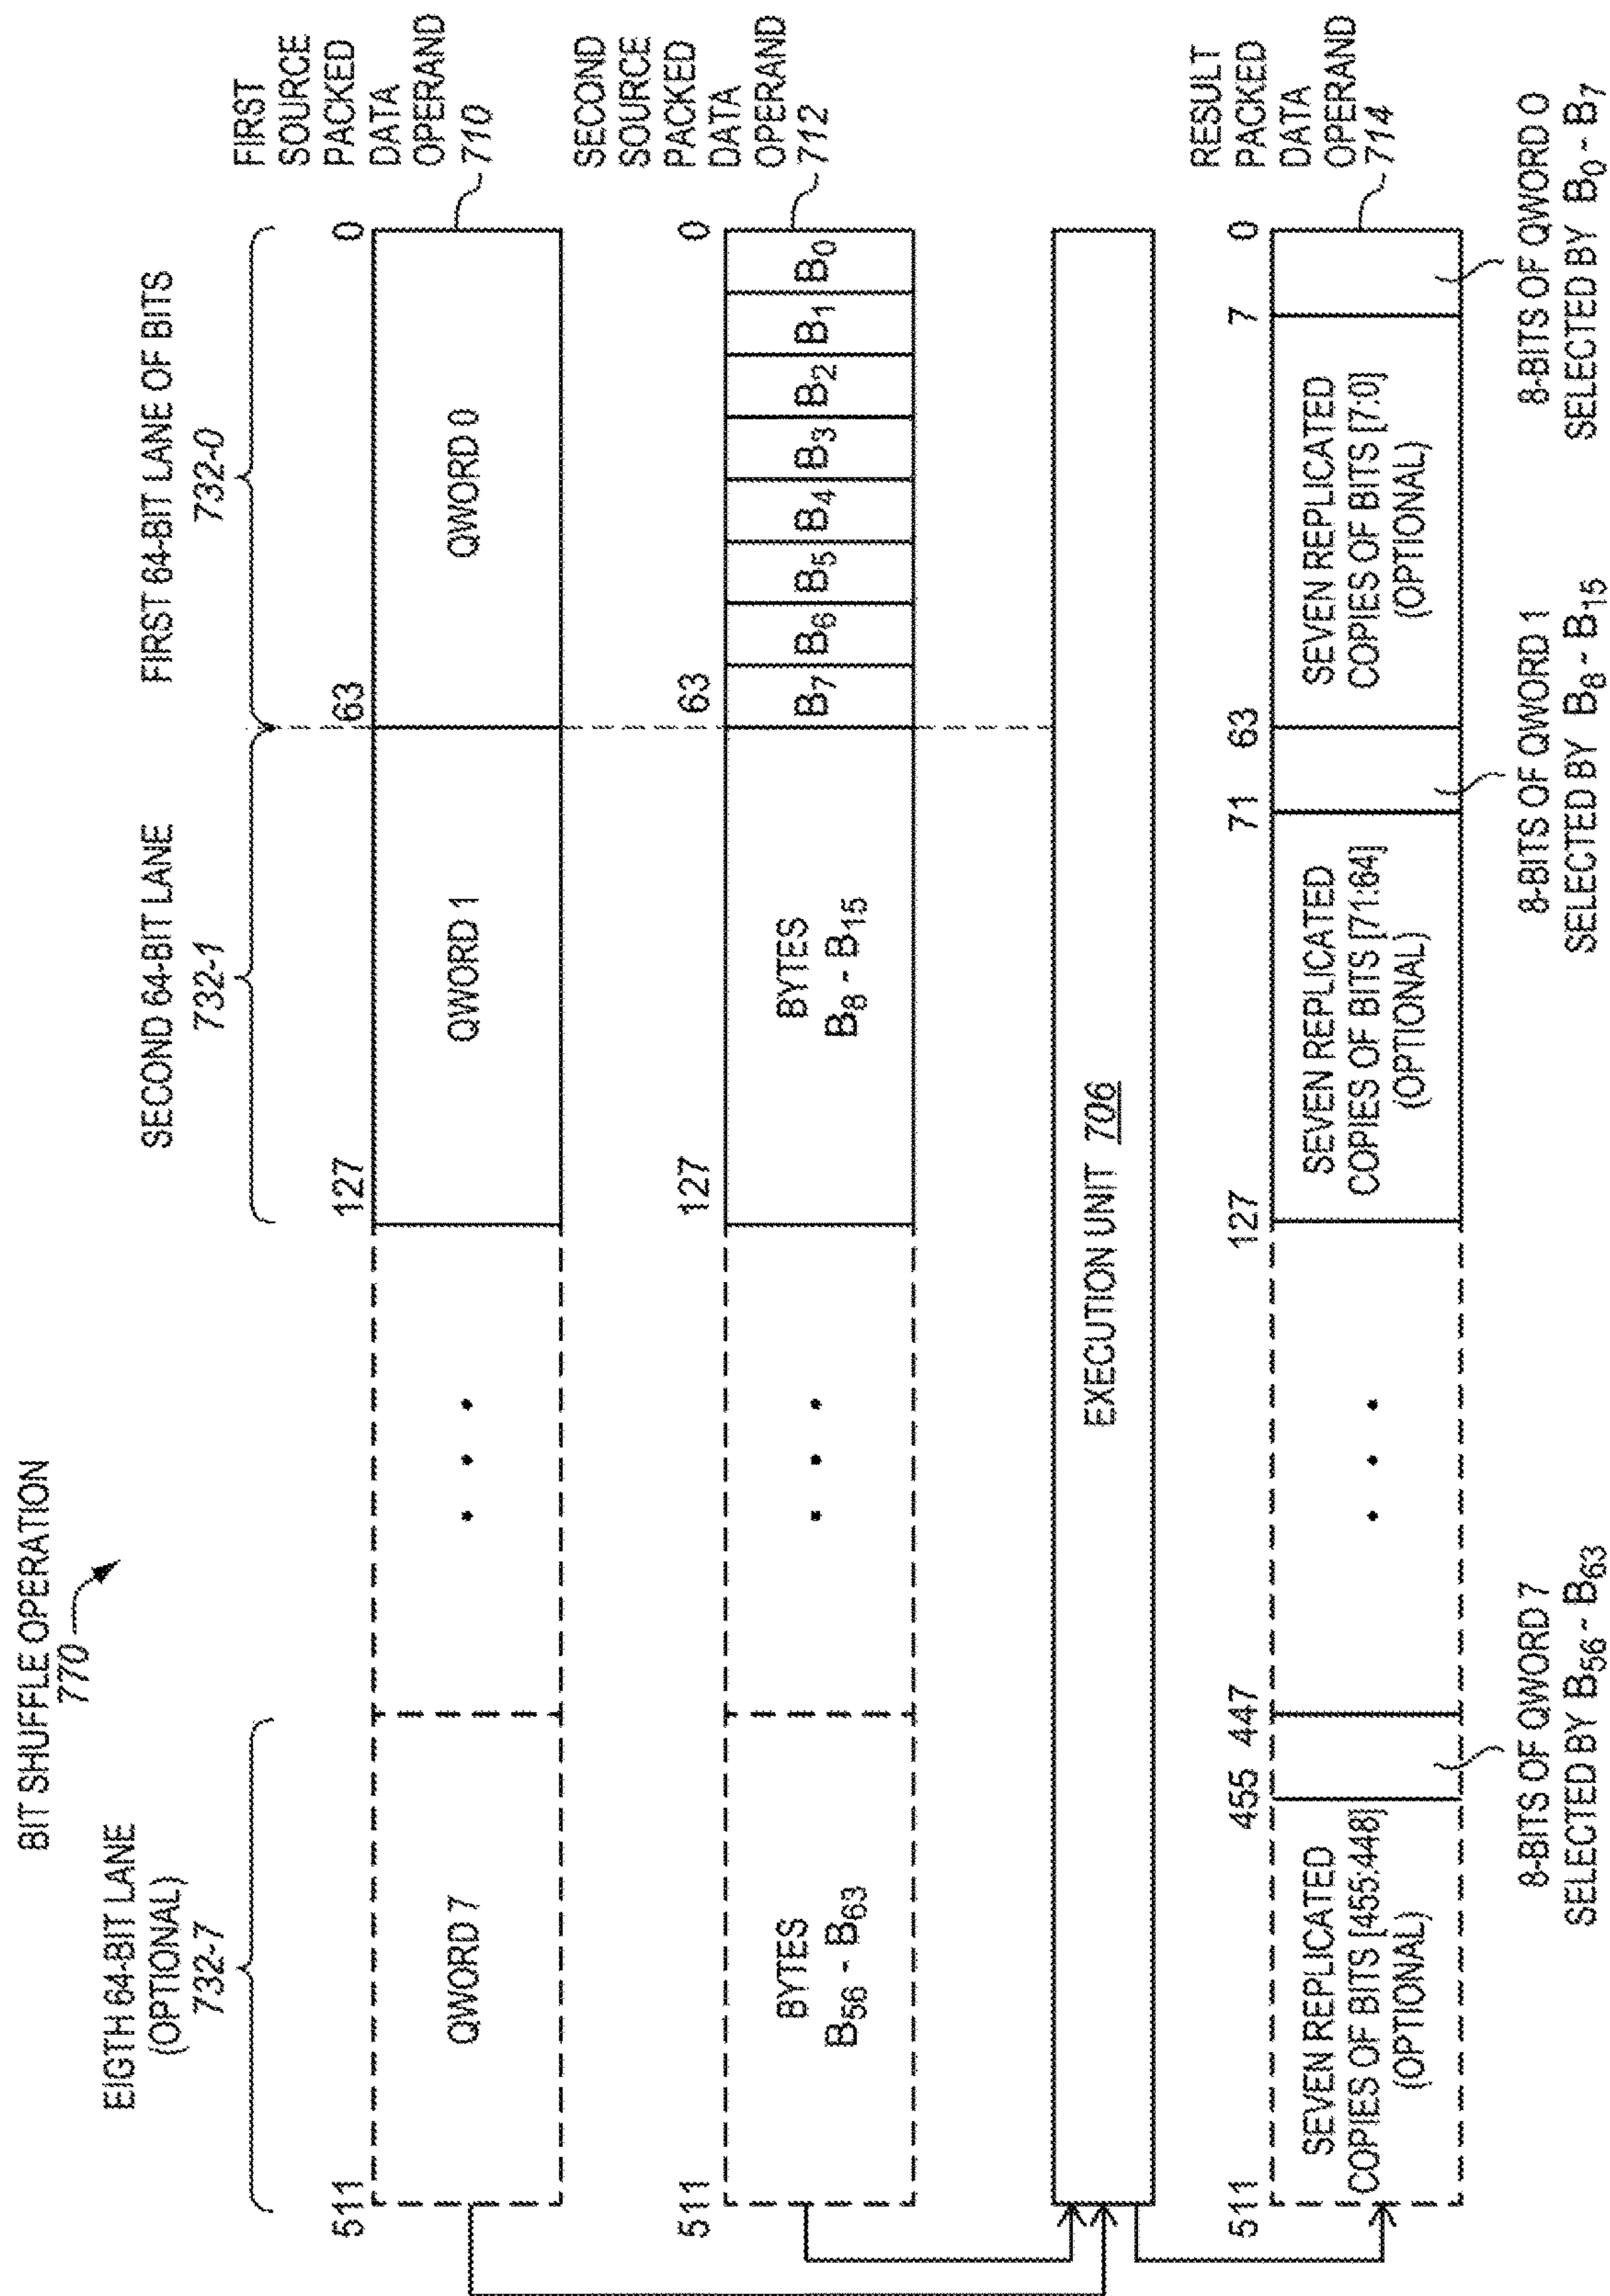 BIT SHUFFLE OPERATION
770
EIGTH 64-BIT LANE
(OPTIONAL)
732-7
SECOND 64-BIT LANE
732-1
FIRST 64-BIT LANE OF BITS
732-0
511
127
63
0
QWORD 7
QWORD 1
QWORD 0
FIRST
SOURCE
PACKED
DATA
OPERAND
710
511
127
63
0
BYTES
B56 - B63
BYTES
B8 - B15
B7
B6
B5
B4
B3
B2
B1
B0
SECOND
SOURCE
PACKED
DATA
OPERAND
712
EXECUTION UNIT 706
511
455
447
127
71
63
7
0
SEVEN REPLICATED
COPIES OF BITS [455:448]
(OPTIONAL)
SEVEN REPLICATED
COPIES OF BITS [71:64]
(OPTIONAL)
SEVEN REPLICATED
COPIES OF BITS [7:0]
(OPTIONAL)
RESULT
PACKED
DATA
OPERAND
714
8-BITS OF QWORD 7
SELECTED BY B56 - B63
8-BITS OF QWORD 1
SELECTED BY B8 - B15
8-BITS OF QWORD 0
SELECTED BY B0 - B7